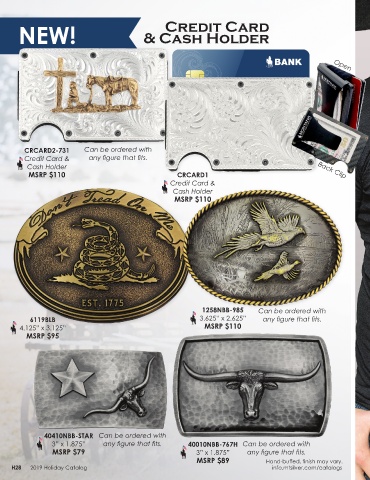 NEW!
CREDIT CARD
& CASH HOLDER
BANK
Open
Back Clip
CRCARD2-731
Credit Card &
Cash Holder
MSRP $110
Can be ordered with
any figure that fits.
CRCARD1
Credit Card &
Cash Holder
MSRP $110
Don't Tread On Me
EST. 1775
6119BLB
4.125" x 3.125"
MSRP $95
1258NBB-985
3.625" x 2.625"
MSRP $110
Can be ordered with
any figure that fits.
40410NBB-STAR
3" x 1.875"
MSRP $79
Can be ordered with
any figure that fits.
40010NBB-767H
3" x 1.875"
MSRP $89
Can be ordered with
any figure that fits.
H28 2019 Holiday Catalog
Hand-buffed, finish may vary.